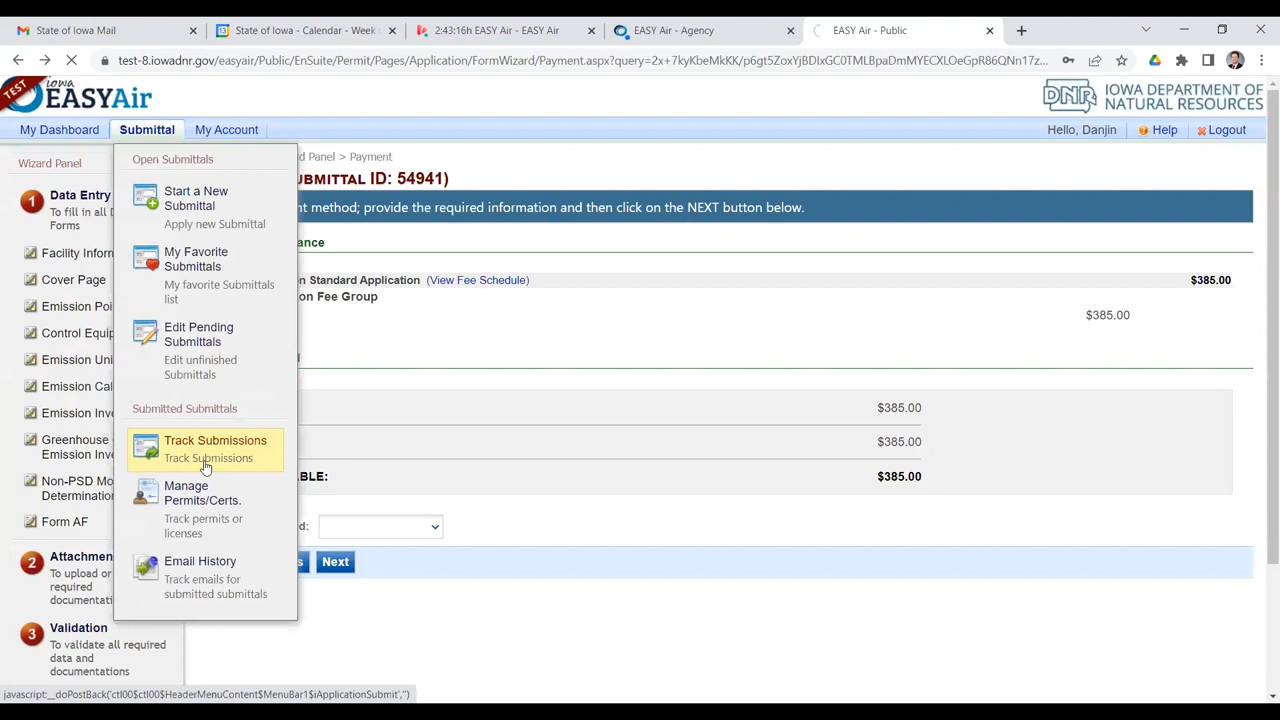 State of Iowa Mail
State of Iowa - Calendar - Week
2:43:16h EASY Air - EASY Air
EASY Air - Agency
EASY Air - Public
test-8.iowadnr.gov/easyair/Public/EnSuite/Permit/Pages/Application/FormWizard/Payment.aspx?query=2x+7kyKbeMkKK/p6gt5ZoxYjBDIxGC0TMLBpaDmMYECXLOeGpR86QNn17z...
TEST
iowa
EASYAir
DNR
IOWA DEPARTMENT OF
NATURAL RESOURCES
My Dashboard
Submittal
My Account
Hello, Danjin
Help
Logout
Wizard Panel
d Panel > Payment
UBMITTAL ID: 54941)
nt method; provide the required information and then click on the NEXT button below.
ance
n Standard Application (View Fee Schedule)
$385.00
on Fee Group
$385.00
$385.00
$385.00
ABLE:
$385.00
d:
s
Next
1
Data Entry
To fill in all
Forms
Facility Inforn
Cover Page
Emission Poi
Control Equip
Emission Uni
Emission Cal
Emission Inve
Greenhouse
Emission Inve
Non-PSD Mo
Determination
Form AF
2
Attachmen
To upload or
required
documentati
3
Validation
To validate all required
data and
documentations
Open Submittals
Start a New
Submittal
Apply new Submittal
My Favorite
Submittals
My favorite Submittals
list
Edit Pending
Submittals
Edit unfinished
Submittals
Submitted Submittals
Track Submissions
Track Submissions
Manage
Permits/Certs.
Track permits or
licenses
Email History
Track emails for
submitted submittals
javascript:__doPostBack('ctl00$ctl00$HeaderMenuContent$MenuBar1$iApplicationSubmit','')